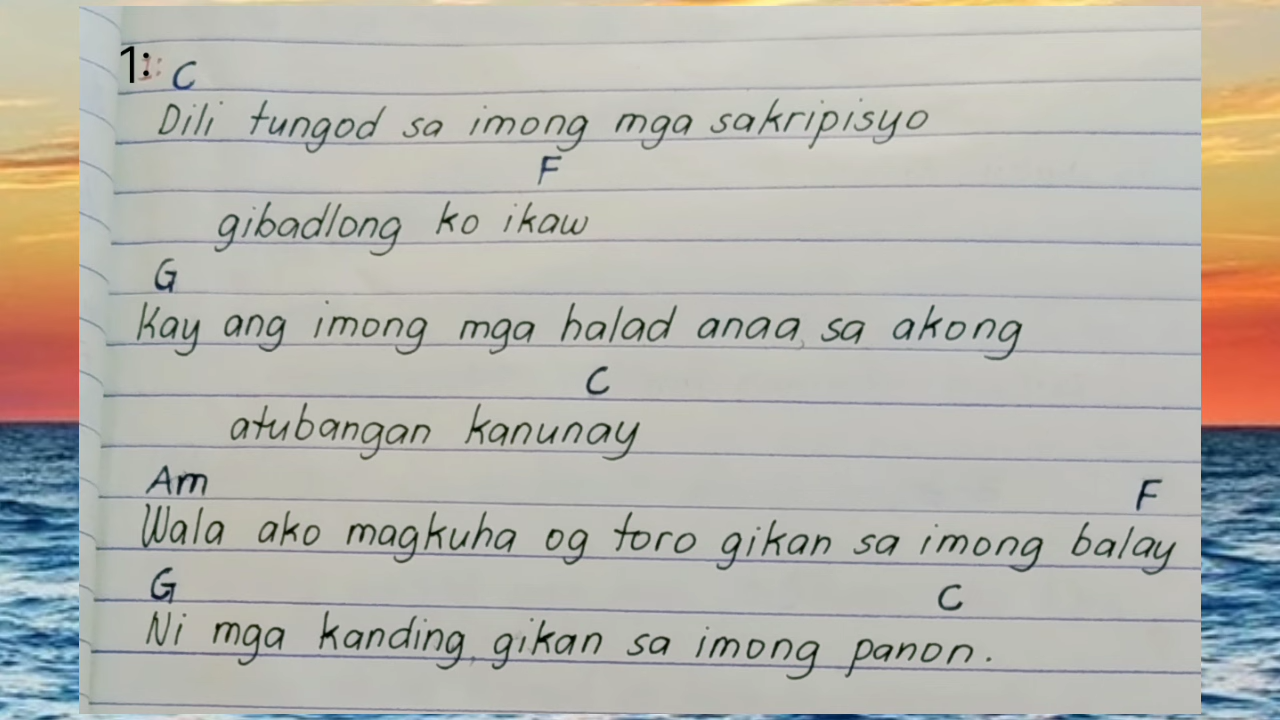 1:
C
Dili tungod sa imong mga sakripisyo
F
gibadlong ko ikaw
G
Kay ang imong mga halad anaa, sa akong
C
atubangan kanunay
Am F
Wala ako magkuha og toro gikan sa imong balay
G C
Ni mga kanding, gikan sa imong panon.